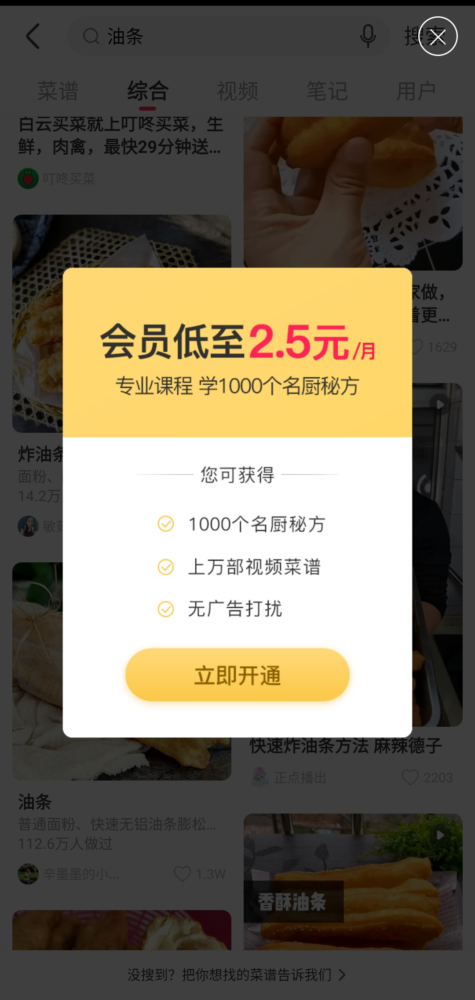 油条
搜索
菜谱
综合
视频
笔记
用户
白云买菜就上叮咚买菜，生
鲜，肉禽，最快29分钟送...
叮咚买菜
家做，
着更...
1629
会员低至2.5元/月
专业课程 学1000个名厨秘方
您可获得
1000个名厨秘方
上万部视频菜谱
无广告打扰
立即开通
炸油条
面粉、
14.2万
快速炸油条方法 麻辣德子
正点播出
2203
油条
普通面粉、快速无铝油条膨松...
112.6万人做过
辛墨墨的小...
1.3W
香酥油条
没搜到？把你想找的菜谱告诉我们